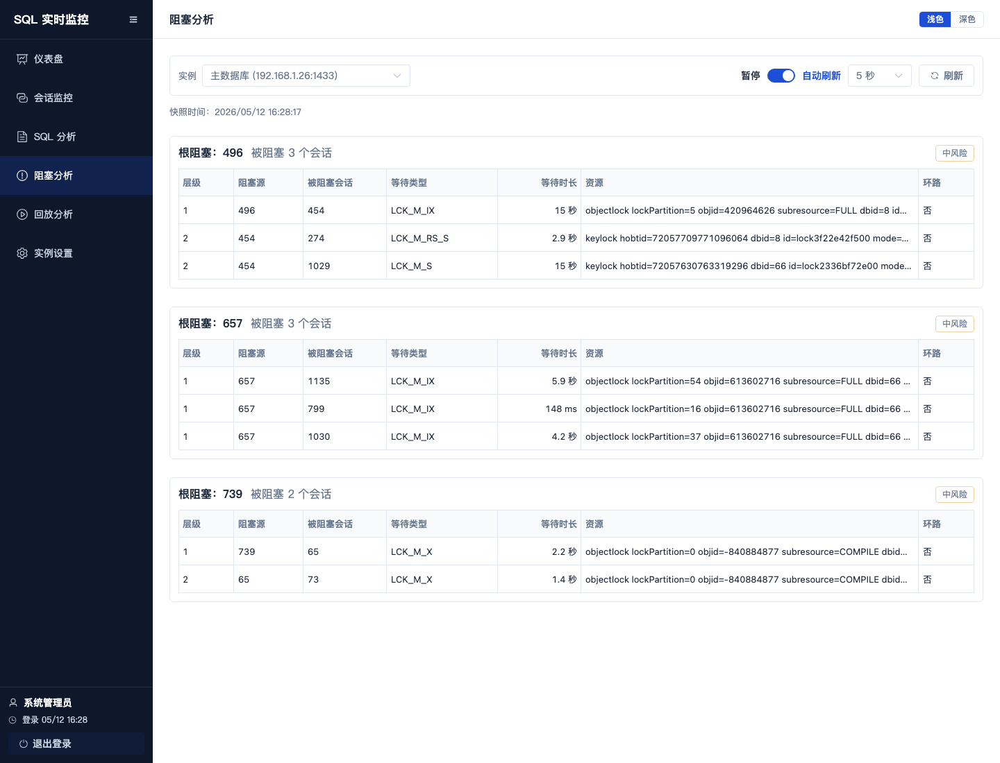 SQL 实时监控
仪表盘
会话监控
SQL 分析
阻塞分析
回放分析
实例设置
系统管理员
登录 05/12 16:28
退出登录
阻塞分析
浅色 深色
实例 主数据库 (192.168.1.26:1433) 暂停 自动刷新 5 秒 刷新
快照时间：2026/05/12 16:28:17
根阻塞：496 被阻塞 3 个会话 中风险
层级 阻塞源 被阻塞会话 等待类型 等待时长 资源 环路
1 496 454 LCK_M_IX 15 秒 objectlock lockPartition=5 objid=420964626 subresource=FULL dbid=8 id... 否
2 454 274 LCK_M_RS_S 2.9 秒 keylock hobtid=72057709771096064 dbid=8 id=lock3f22e42f500 mode=... 否
2 454 1029 LCK_M_S 15 秒 keylock hobtid=72057630763319296 dbid=66 id=lock2336bf72e00 mode... 否
根阻塞：657 被阻塞 3 个会话 中风险
层级 阻塞源 被阻塞会话 等待类型 等待时长 资源 环路
1 657 1135 LCK_M_IX 5.9 秒 objectlock lockPartition=54 objid=613602716 subresource=FULL dbid=66 ... 否
1 657 799 LCK_M_IX 148 ms objectlock lockPartition=16 objid=613602716 subresource=FULL dbid=66 ... 否
1 657 1030 LCK_M_IX 4.2 秒 objectlock lockPartition=37 objid=613602716 subresource=FULL dbid=66 ... 否
根阻塞：739 被阻塞 2 个会话 中风险
层级 阻塞源 被阻塞会话 等待类型 等待时长 资源 环路
1 739 65 LCK_M_X 2.2 秒 objectlock lockPartition=0 objid=-840884877 subresource=COMPILE dbid... 否
2 65 73 LCK_M_X 1.4 秒 objectlock lockPartition=0 objid=-840884877 subresource=COMPILE dbid... 否